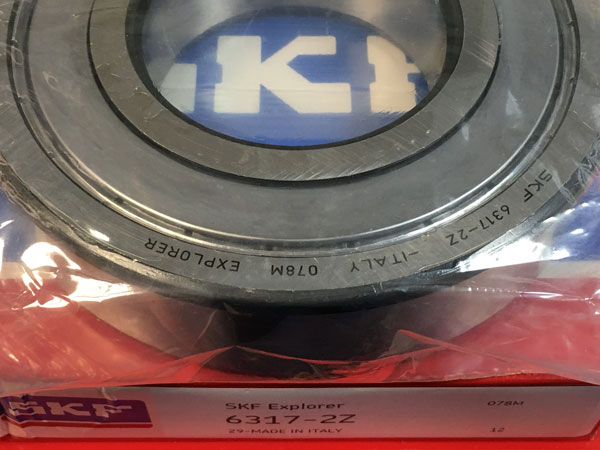 SKF
SKF 6317-2Z -ITALY 078M EXPLORER
SKF
SKF Explorer
078M
6317-2Z
29-MADE IN ITALY
12